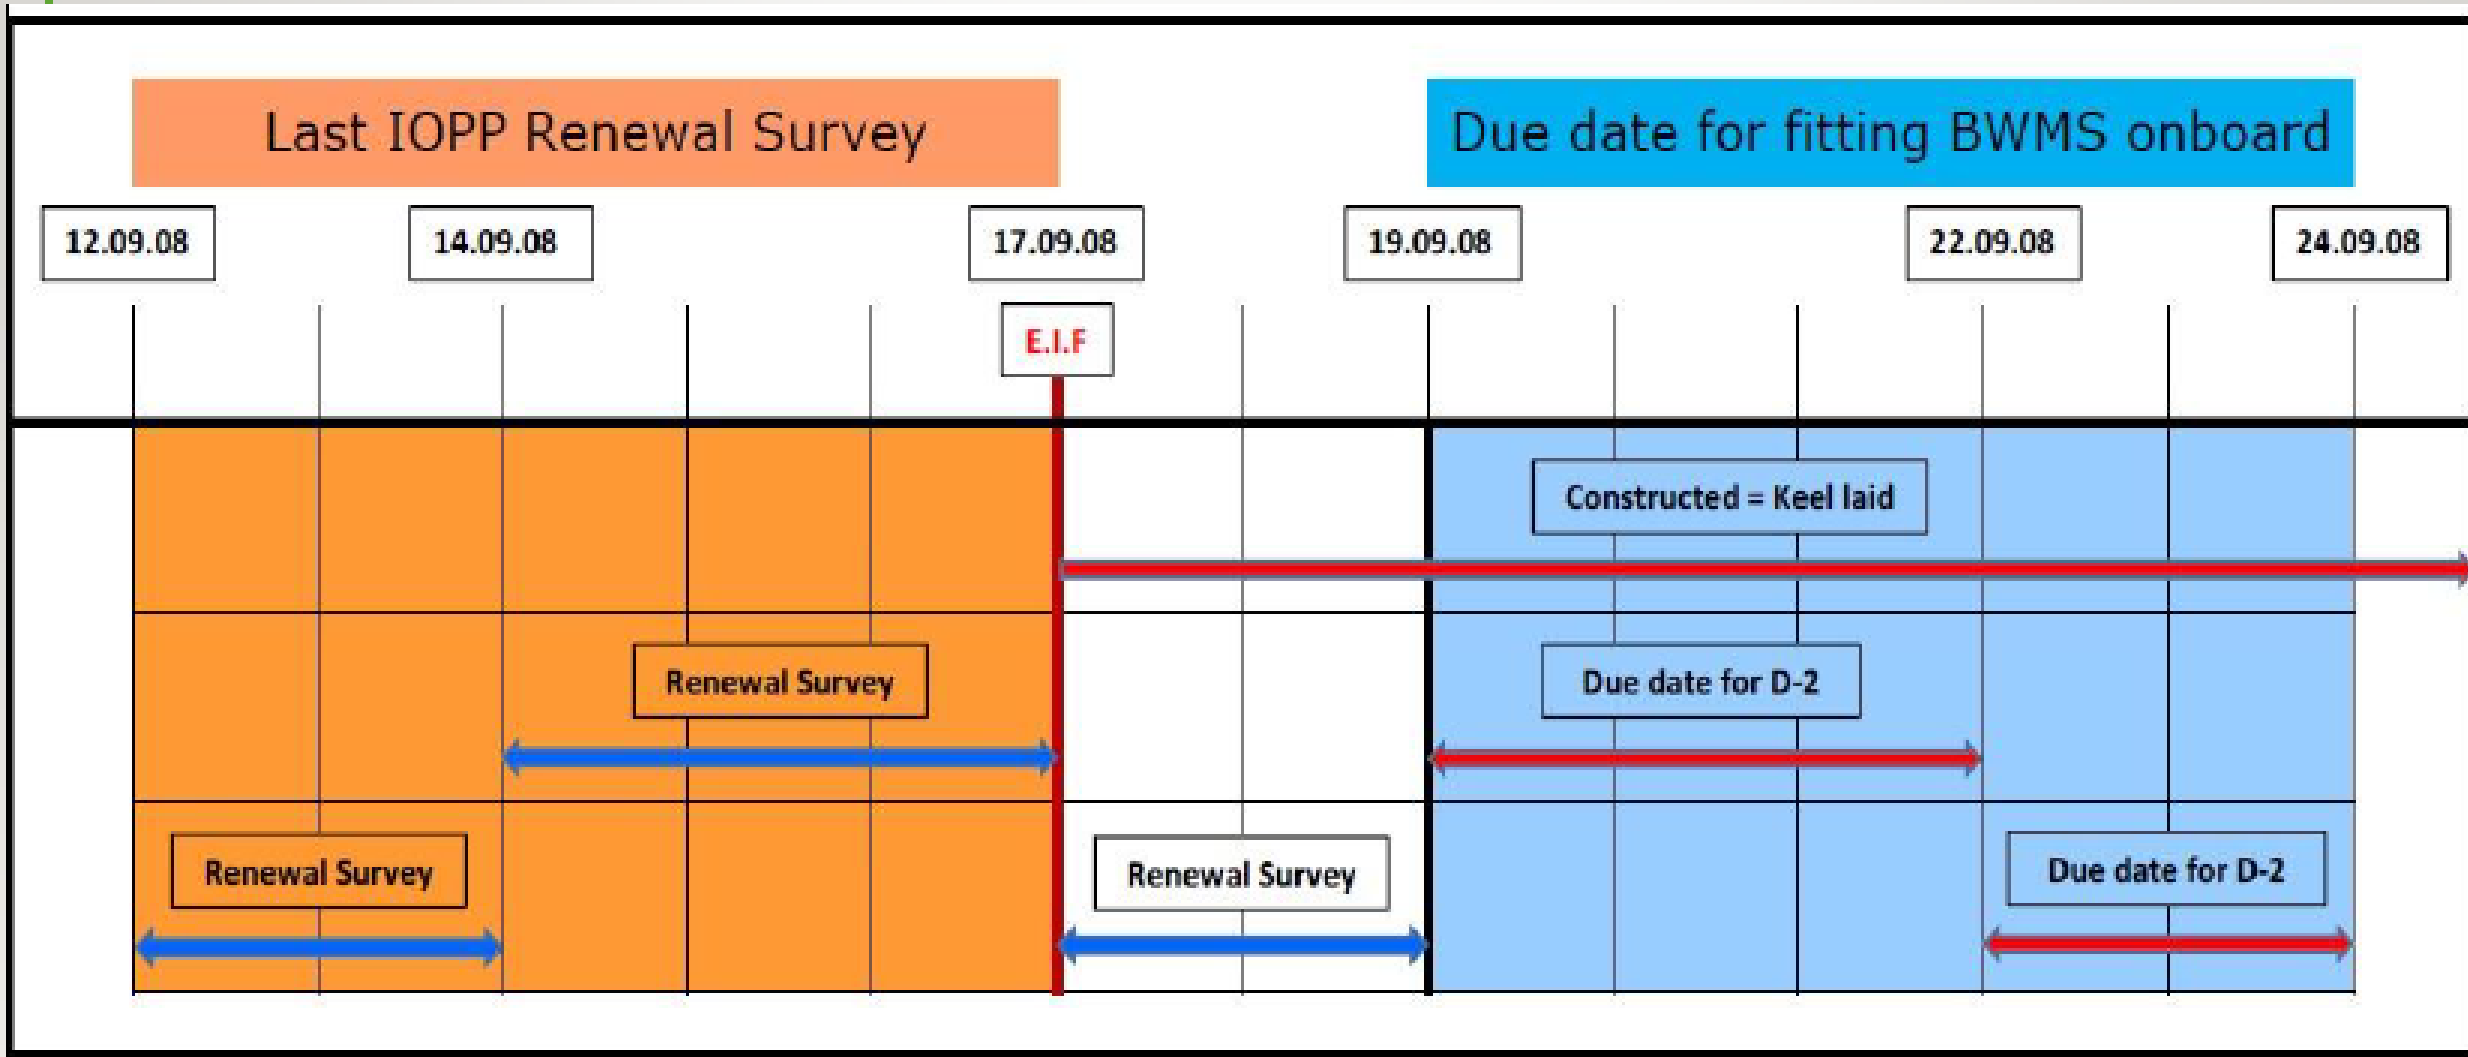 Last IOPP Renewal Survey
Due date for fitting BWMS onboard
12.09.08
14.09.08
17.09.08
19.09.08
22.09.08
24.09.08
E.I.F
Constructed = Keel laid
Renewal Survey
Due date for D-2
Renewal Survey
Renewal Survey
Due date for D-2